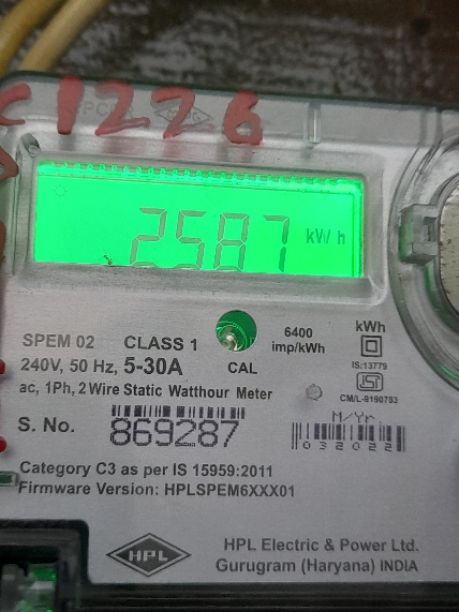 C1226
2587 kWh
SPEM 02 CLASS 1
240V, 50 Hz, 5-30A
CAL
6400
imp/kWh
kWh
IS:13779
CM/L-9190793
ac, 1Ph, 2 Wire Static Watthour Meter
S. No. 869287
M/Yr
032022
Category C3 as per IS 15959:2011
Firmware Version: HPLSPEM6XXX01
HPL
HPL Electric & Power Ltd.
Gurugram (Haryana) INDIA